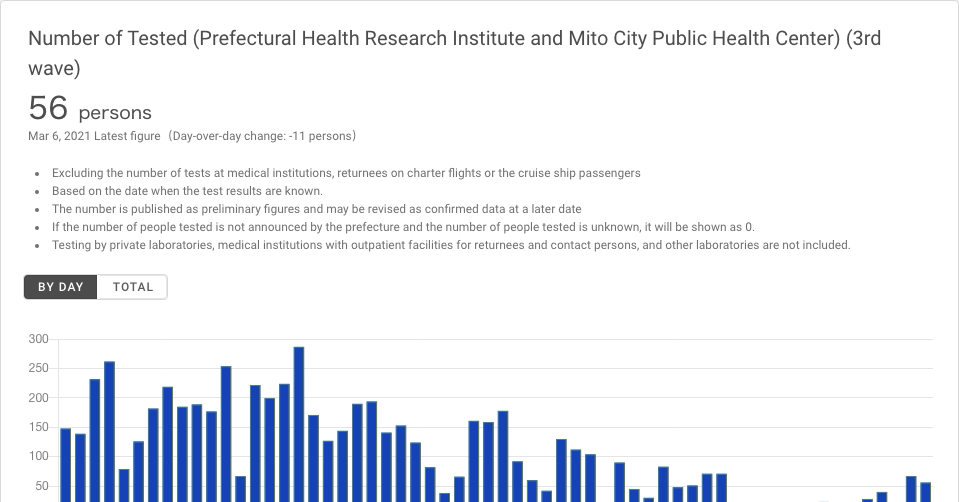 Number of Tested (Prefectural Health Research Institute and Mito City Public Health Center) (3rd
wave)
56 persons
Mar 6, 2021 Latest figure （Day-over-day change: -11 persons）
• Excluding the number of tests at medical institutions, returnees on charter flights or the cruise ship passengers
• Based on the date when the test results are known.
• The number is published as preliminary figures and may be revised as confirmed data at a later date
• If the number of people tested is not announced by the prefecture and the number of people tested is unknown, it will be shown as 0.
• Testing by private laboratories, medical institutions with outpatient facilities for returnees and contact persons, and other laboratories are not included.
BY DAY TOTAL
300
250
200
150
100
50